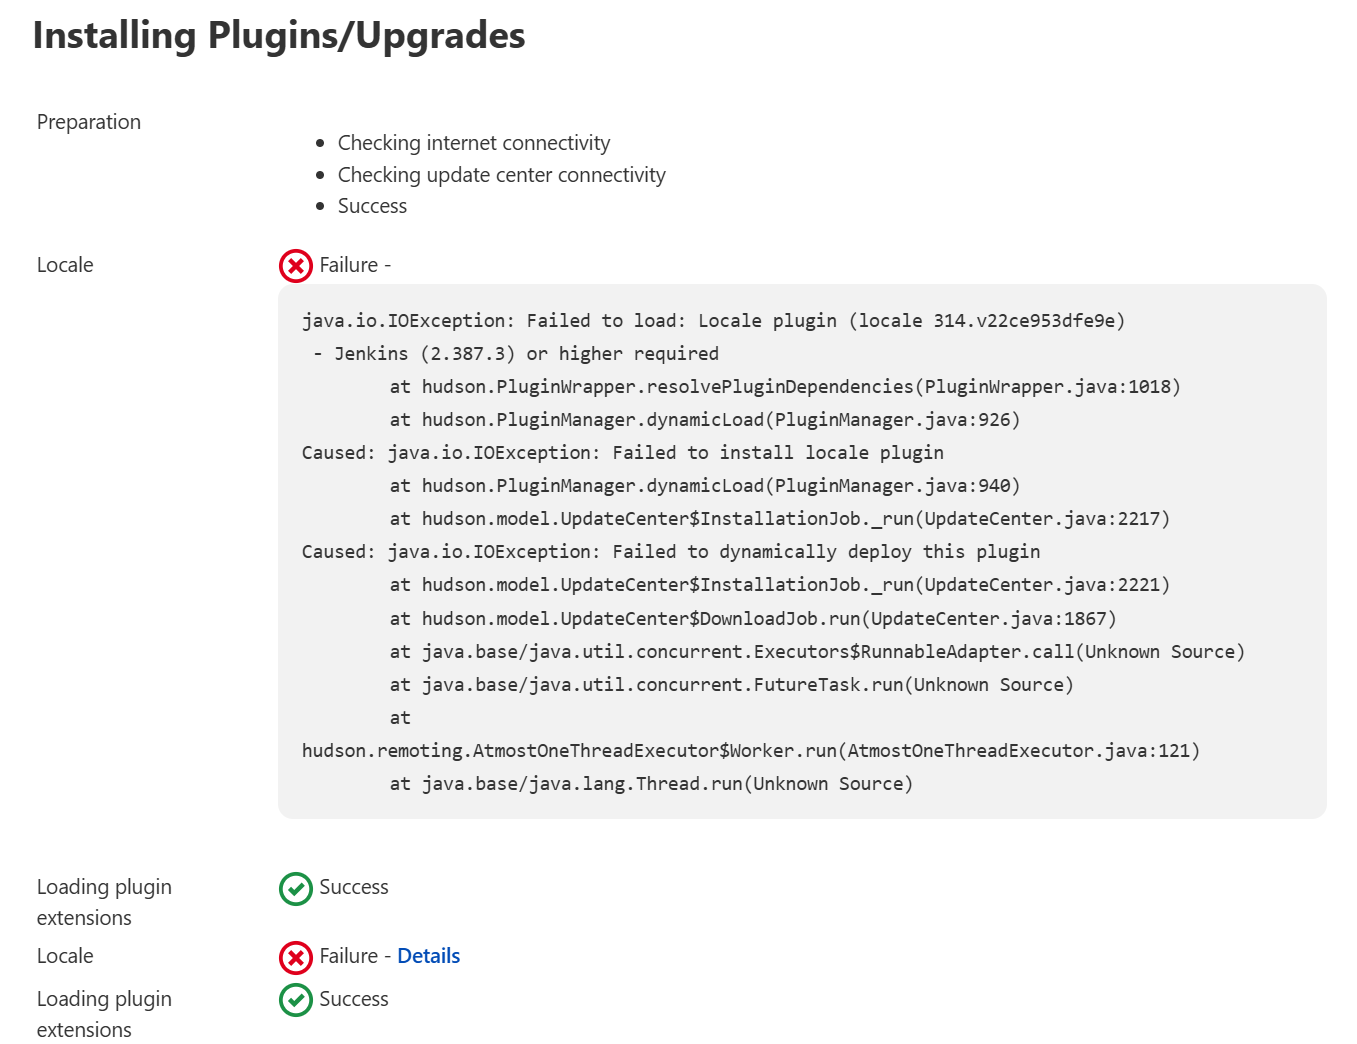 Installing Plugins/Upgrades
Preparation
Checking internet connectivity
Checking update center connectivity
Success
Locale
Failure -
java.io.IOException: Failed to load: Locale plugin (locale 314.v22ce953dfe9e)
- Jenkins (2.387.3) or higher required
at hudson.PluginWrapper.resolvePluginDependencies(PluginWrapper.java:1018)
at hudson.PluginManager.dynamicLoad(PluginManager.java:926)
Caused: java.io.IOException: Failed to install locale plugin
at hudson.PluginManager.dynamicLoad(PluginManager.java:940)
at hudson.model.UpdateCenter$InstallationJob._run(UpdateCenter.java:2217)
Caused: java.io.IOException: Failed to dynamically deploy this plugin
at hudson.model.UpdateCenter$InstallationJob._run(UpdateCenter.java:2221)
at hudson.model.UpdateCenter$DownloadJob.run(UpdateCenter.java:1867)
at java.base/java.util.concurrent.Executors$RunnableAdapter.call(Unknown Source)
at java.base/java.util.concurrent.FutureTask.run(Unknown Source)
at
hudson.remoting.AtmostOneThreadExecutor$Worker.run(AtmostOneThreadExecutor.java:121)
at java.base/java.lang.Thread.run(Unknown Source)
Loading plugin
extensions
Success
Locale
Failure - Details
Loading plugin
extensions
Success